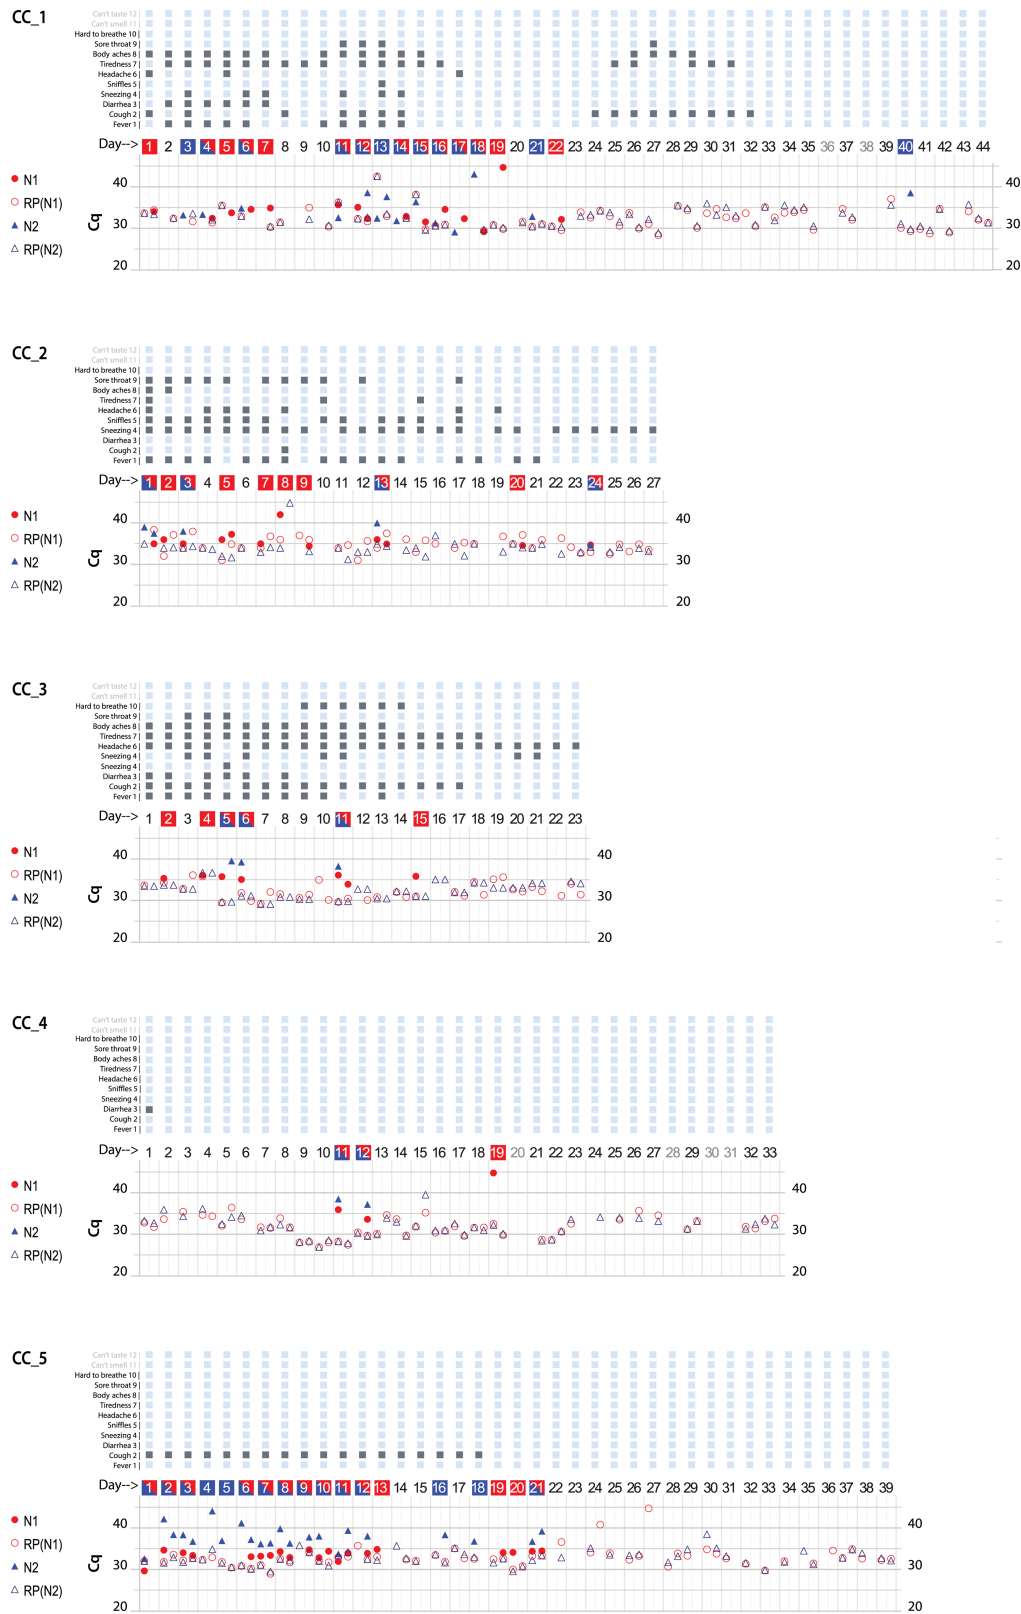 CC_1
Can't taste 12
Can't smell 11
Hard to breathe 10
Sore throat 9
Body aches 8
Tiredness 7
Headache 6
Sniffles 5
Sneezing 4
Diarrhea 3
Cough 2
Fever 1
Day--> 1 2 3 4 5 6 7 8 9 10 11 12 13 14 15 16 17 18 19 20 21 22 23 24 25 26 27 28 29 30 31 32 33 34 35 36 37 38 39 40 41 42 43 44
N1
RP(N1)
N2
RP(N2)
Cq
40 40
30 30
20 20
CC_2
Can't taste 12
Can't smell 11
Hard to breathe 10
Sore throat 9
Body aches 8
Tiredness 7
Headache 6
Sniffles 5
Sneezing 4
Diarrhea 3
Cough 2
Fever 1
Day--> 1 2 3 4 5 6 7 8 9 10 11 12 13 14 15 16 17 18 19 20 21 22 23 24 25 26 27
N1
RP(N1)
N2
RP(N2)
Cq
40 40
30 30
20 20
CC_3
Can't taste 12
Can't smell 11
Hard to breathe 10
Sore throat 9
Body aches 8
Tiredness 7
Headache 6
Sneezing 4
Sneezing 4
Diarrhea 3
Cough 2
Fever 1
Day--> 1 2 3 4 5 6 7 8 9 10 11 12 13 14 15 16 17 18 19 20 21 22 23
N1
RP(N1)
N2
RP(N2)
Cq
40 40
30 30
20 20
CC_4
Can't taste 12
Can't smell 11
Hard to breathe 10
Sore throat 9
Body aches 8
Tiredness 7
Headache 6
Sniffles 5
Sneezing 4
Diarrhea 3
Cough 2
Fever 1
Day--> 1 2 3 4 5 6 7 8 9 10 11 12 13 14 15 16 17 18 19 20 21 22 23 24 25 26 27 28 29 30 31 32 33
N1
RP(N1)
N2
RP(N2)
Cq
40 40
30 30
20 20
CC_5
Can't taste 12
Can't smell 11
Hard to breathe 10
Sore throat 9
Body aches 8
Tiredness 7
Headache 6
Sniffles 5
Sneezing 4
Diarrhea 3
Cough 2
Fever 1
Day--> 1 2 3 4 5 6 7 8 9 10 11 12 13 14 15 16 17 18 19 20 21 22 23 24 25 26 27 28 29 30 31 32 33 34 35 36 37 38 39
N1
RP(N1)
N2
RP(N2)
Cq
40 40
30 30
20 20